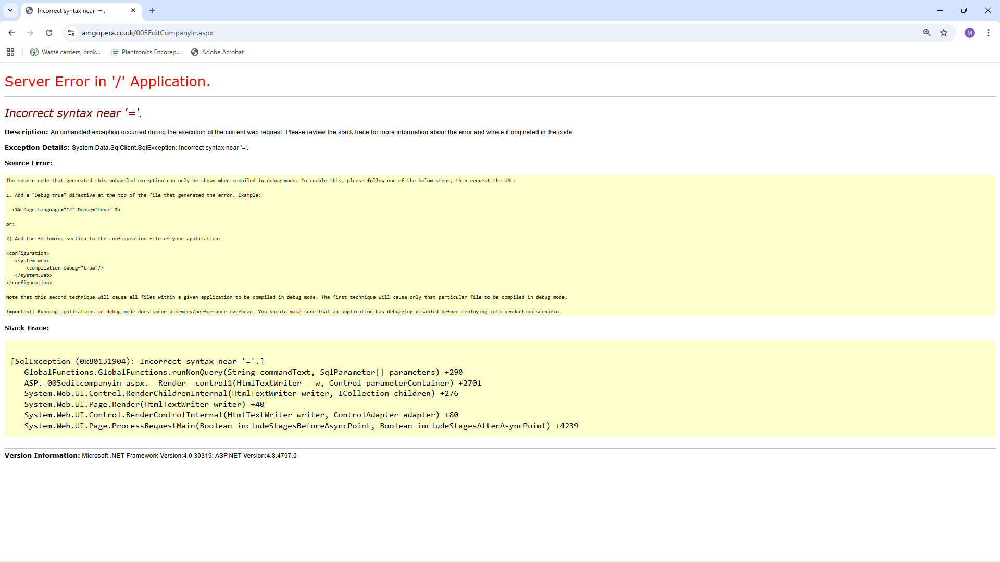 Incorrect syntax near '='.
amgopera.co.uk/005EditCompanyIn.aspx
M
Waste carriers, brok...
Plantronics Encorep...
Adobe Acrobat
Server Error in '/' Application.
Incorrect syntax near '='.
Description: An unhandled exception occurred during the execution of the current web request. Please review the stack trace for more information about the error and where it originated in the code.
Exception Details: System.Data.SqlClient.SqlException: Incorrect syntax near '='.
Source Error:
The source code that generated this unhandled exception can only be shown when compiled in debug mode. To enable this, please follow one of the below steps, then request the URL:
1. Add a "Debug=true" directive at the top of the file that generated the error. Example:
<%@ Page Language="C#" Debug="true" %>
or:
2) Add the following section to the configuration file of your application:
<configuration>
<system.web>
<compilation debug="true"/>
</system.web>
</configuration>
Note that this second technique will cause all files within a given application to be compiled in debug mode. The first technique will cause only that particular file to be compiled in debug mode.
Important: Running applications in debug mode does incur a memory/performance overhead. You should make sure that an application has debugging disabled before deploying into production scenario.
Stack Trace:
[SqlException (0x80131904): Incorrect syntax near '='.]
GlobalFunctions.GlobalFunctions.runNonQuery(String commandText, SqlParameter[] parameters) +290
ASP._005editcompanyin_aspx.__Render__control1(HtmlTextWriter __w, Control parameterContainer) +2701
System.Web.UI.Control.RenderChildrenInternal(HtmlTextWriter writer, ICollection children) +276
System.Web.UI.Page.Render(HtmlTextWriter writer) +40
System.Web.UI.Control.RenderControlInternal(HtmlTextWriter writer, ControlAdapter adapter) +80
System.Web.UI.Page.ProcessRequestMain(Boolean includeStagesBeforeAsyncPoint, Boolean includeStagesAfterAsyncPoint) +4239
Version Information: Microsoft .NET Framework Version:4.0.30319; ASP.NET Version:4.8.4797.0